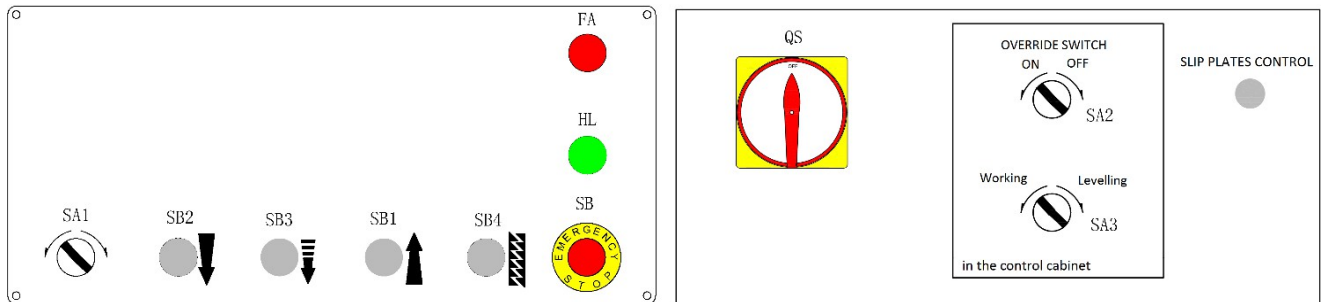 FA
HL
SA1
SB2
SB3
SB1
SB4
SB
EMERGENCY
STOP
QS
OFF
OVERRIDE SWITCH
ON
OFF
SA2
Working
Levelling
SA3
in the control cabinet
SLIP PLATES CONTROL